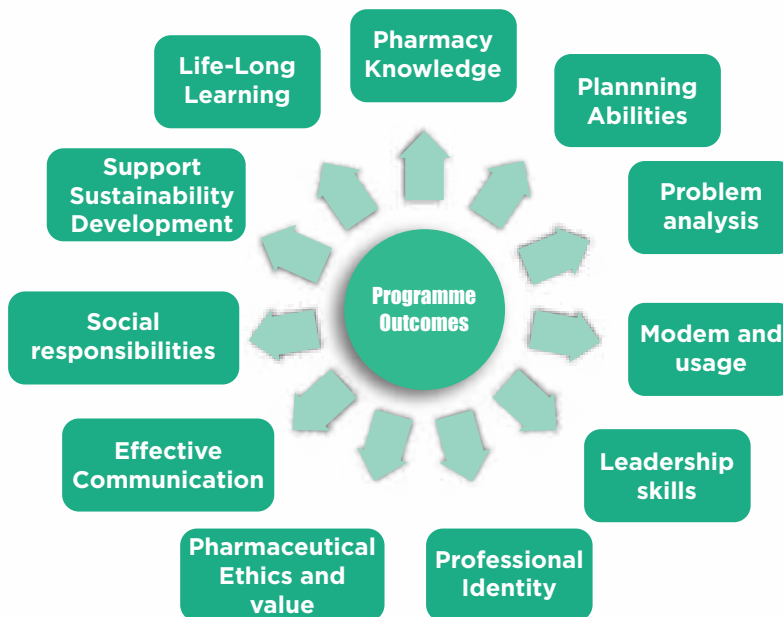 Pharmacy
Knowledge
Plannning
Abilities
Problem
analysis
Modem and
usage
Leadership
skills
Professional
Identity
Pharmaceutical
Ethics and
value
Effective
Communication
Social
responsibilities
Support
Sustainability
Development
Life-Long
Learning
Programme
Outcomes